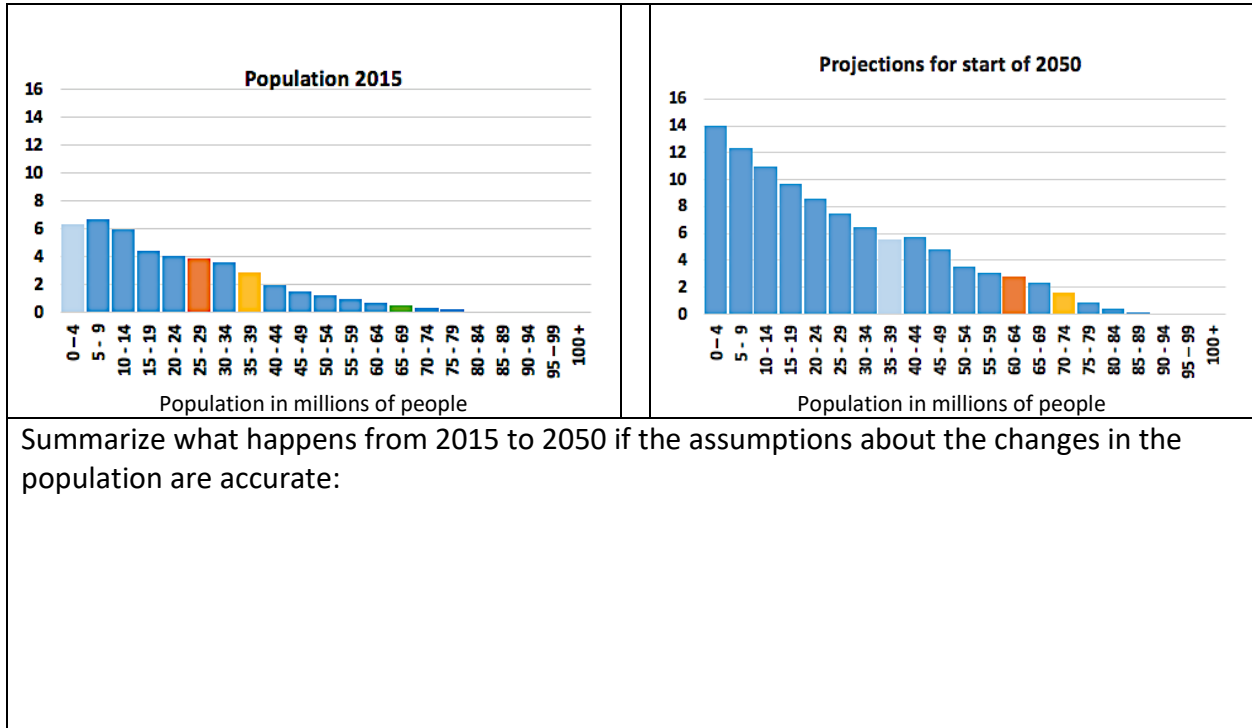 Population 2015
16
14
12
10
8
6
4
2
0
0 – 4
5 - 9
10 - 14
15 - 19
20 - 24
25 - 29
30 - 34
35 - 39
40 - 44
45 - 49
50 - 54
55 - 59
60 - 64
65 - 69
70 - 74
75 - 79
80 - 84
85 - 89
90 - 94
95 – 99
100 +
Population in millions of people
Projections for start of 2050
16
14
12
10
8
6
4
2
0
0 – 4
5 - 9
10 - 14
15 - 19
20 - 24
25 - 29
30 - 34
35 - 39
40 - 44
45 - 49
50 - 54
55 - 59
60 - 64
65 - 69
70 - 74
75 - 79
80 - 84
85 - 89
90 - 94
95 – 99
100 +
Population in millions of people
Summarize what happens from 2015 to 2050 if the assumptions about the changes in the
population are accurate: